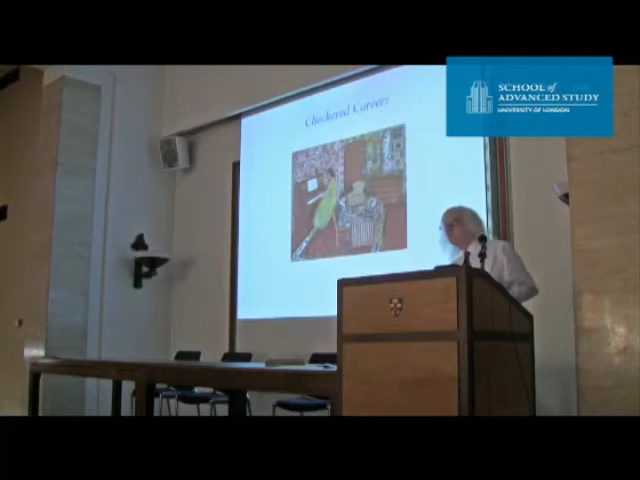 SCHOOL of
ADVANCED STUDY
UNIVERSITY OF LONDON
Checkered Careers